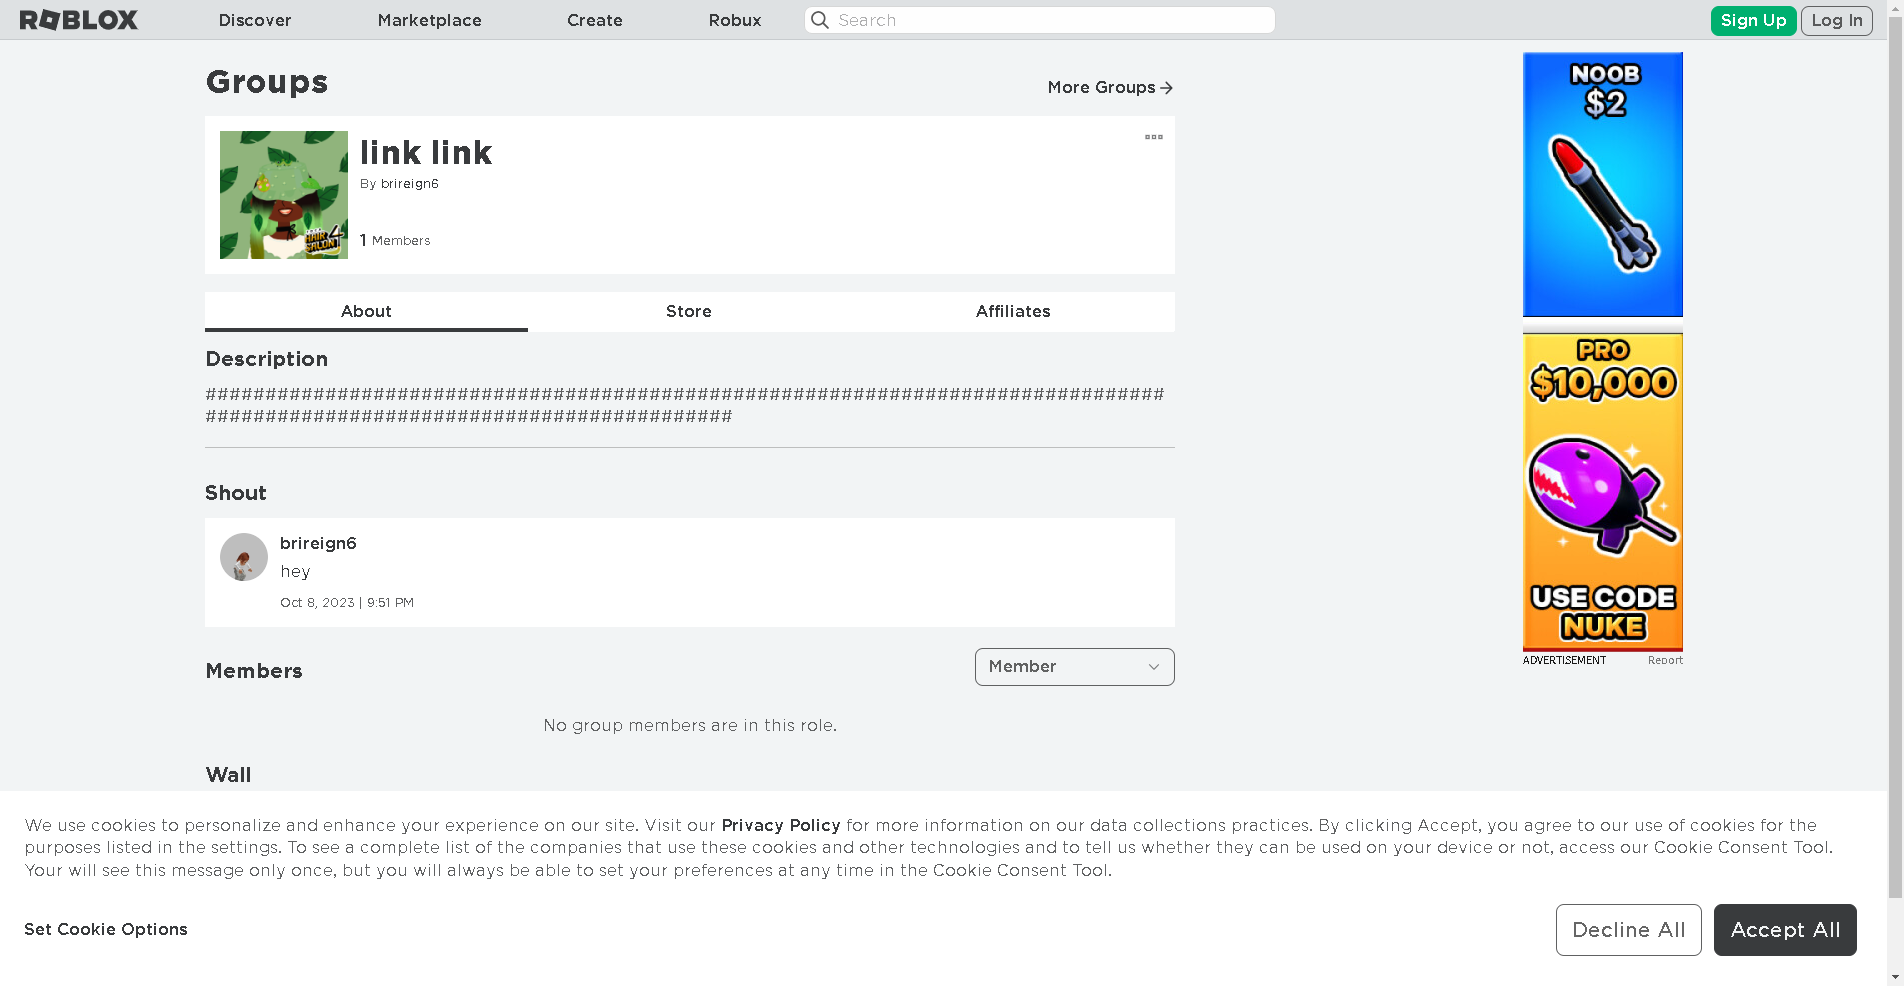 ROBLOX Discover Marketplace Create Robux Search Sign Up Log In
Groups
More Groups
link link
By brireign6
1 Members
HAIR SALON 4
About Store Affiliates
Description
################################################################################
############################################
Shout
brireign6
hey
Oct 8, 2023 | 9:51 PM
Members
Member
No group members are in this role.
Wall
NOOB
$2
PRO
$10,000
USE CODE
NUKE
ADVERTISEMENT Report
We use cookies to personalize and enhance your experience on our site. Visit our Privacy Policy for more information on our data collections practices. By clicking Accept, you agree to our use of cookies for the
purposes listed in the settings. To see a complete list of the companies that use these cookies and other technologies and to tell us whether they can be used on your device or not, access our Cookie Consent Tool.
Your will see this message only once, but you will always be able to set your preferences at any time in the Cookie Consent Tool.
Set Cookie Options
Decline All
Accept All